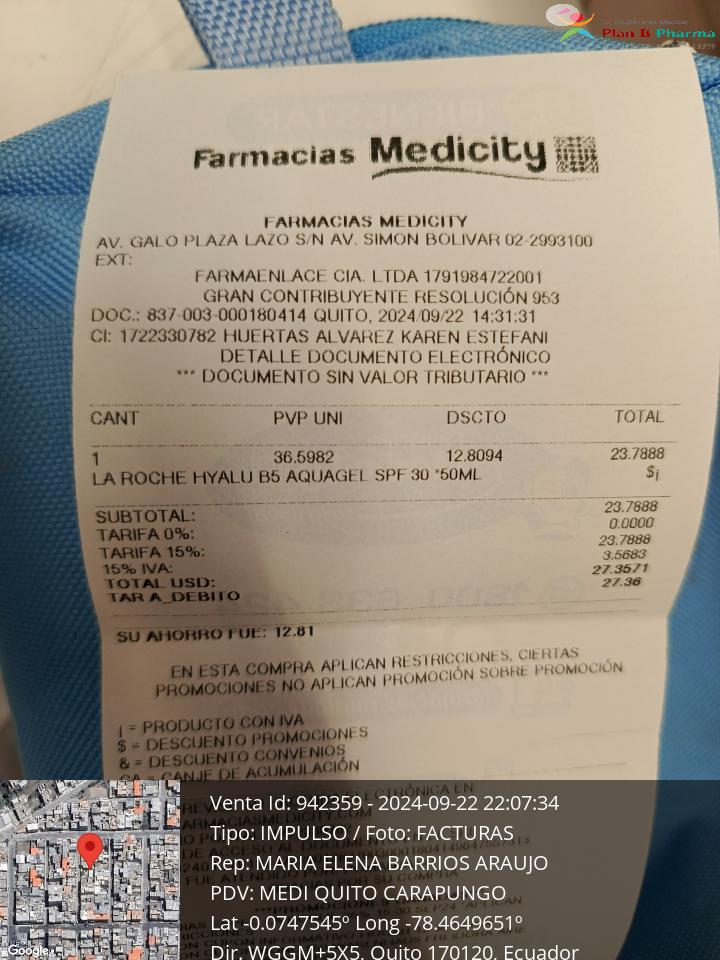 Plan B Pharma
Farmacias Medicity
FARMACIAS MEDICITY
AV. GALO PLAZA LAZO S/N AV. SIMON BOLIVAR 02-2993100
EXT:
FARMAENLACE CIA. LTDA 1791984722001
GRAN CONTRIBUYENTE RESOLUCIÓN 953
DOC.: 837-003-000180414 QUITO, 2024/09/22 14:31:31
CI: 1722330782 HUERTAS ALVAREZ KAREN ESTEFANI
DETALLE DOCUMENTO ELECTRÓNICO
*** DOCUMENTO SIN VALOR TRIBUTARIO ***
CANT PVP UNI DSCTO TOTAL
1 36.5982 12.8094 23.7888
LA ROCHE HYALU B5 AQUAGEL SPF 30 *50ML $¡
SUBTOTAL: 23.7888
TARIFA 0%: 0.0000
TARIFA 15%: 23.7888
15% IVA: 3.5683
TOTAL USD: 27.3571
TAR A_DEBITO 27.36
SU AHORRO FUE: 12.81
EN ESTA COMPRA APLICAN RESTRICCIONES, CIERTAS
PROMOCIONES NO APLICAN PROMOCIÓN SOBRE PROMOCIÓN.
¡ = PRODUCTO CON IVA
$ = DESCUENTO PROMOCIONES
& = DESCUENTO CONVENIOS
CA = CANJE DE ACUMULACIÓN
Venta Id: 942359 - 2024-09-22 22:07:34
Tipo: IMPULSO / Foto: FACTURAS
Rep: MARIA ELENA BARRIOS ARAUJO
PDV: MEDI QUITO CARAPUNGO
Lat -0.0747545º Long -78.4649651º
Dir. WGGM+5X5, Quito 170120, Ecuador
Google